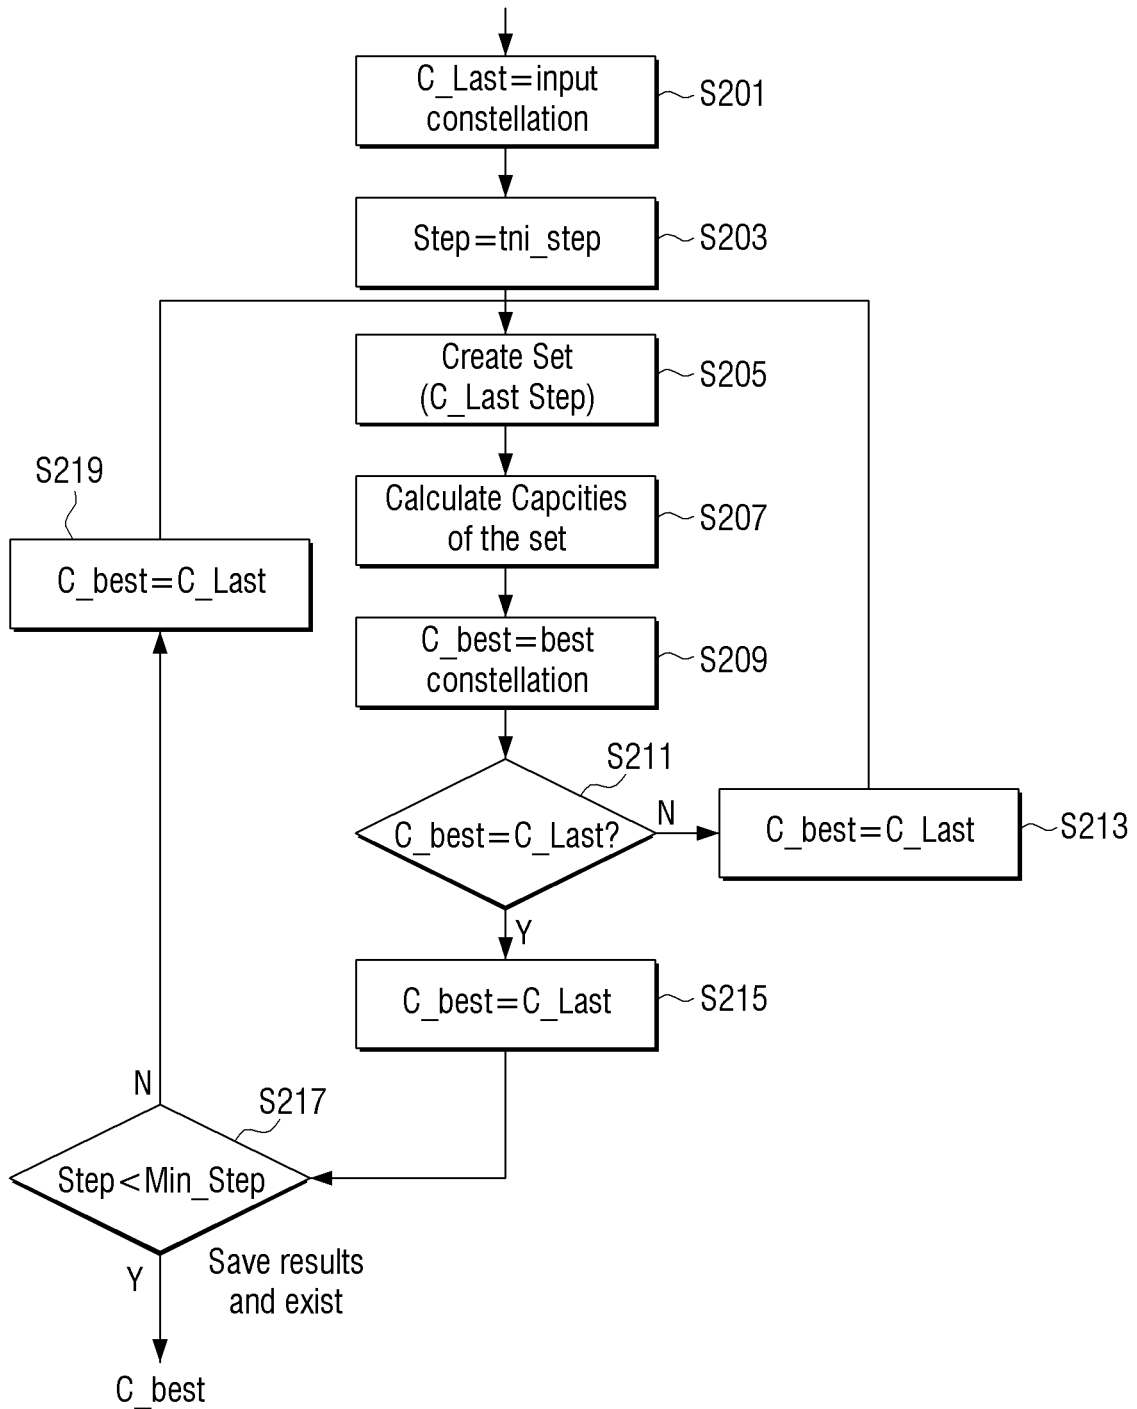 C_Last=input
constellation
S201
Step=tni_step
S203
Create Set
(C_Last Step)
S205
S219
Calculate Capcities
of the set
S207
C_best=C_Last
C_best=best
constellation
S209
S211
C_best=C_Last?
N
C_best=C_Last
S213
Y
C_best=C_Last
S215
N
S217
Step<Min_Step
Y
Save results
and exist
C_best